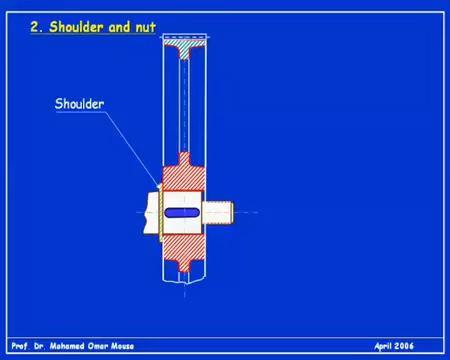 2. Shoulder and nut
Shoulder
Prof. Dr. Mohamed Omar Mousa
April 2006